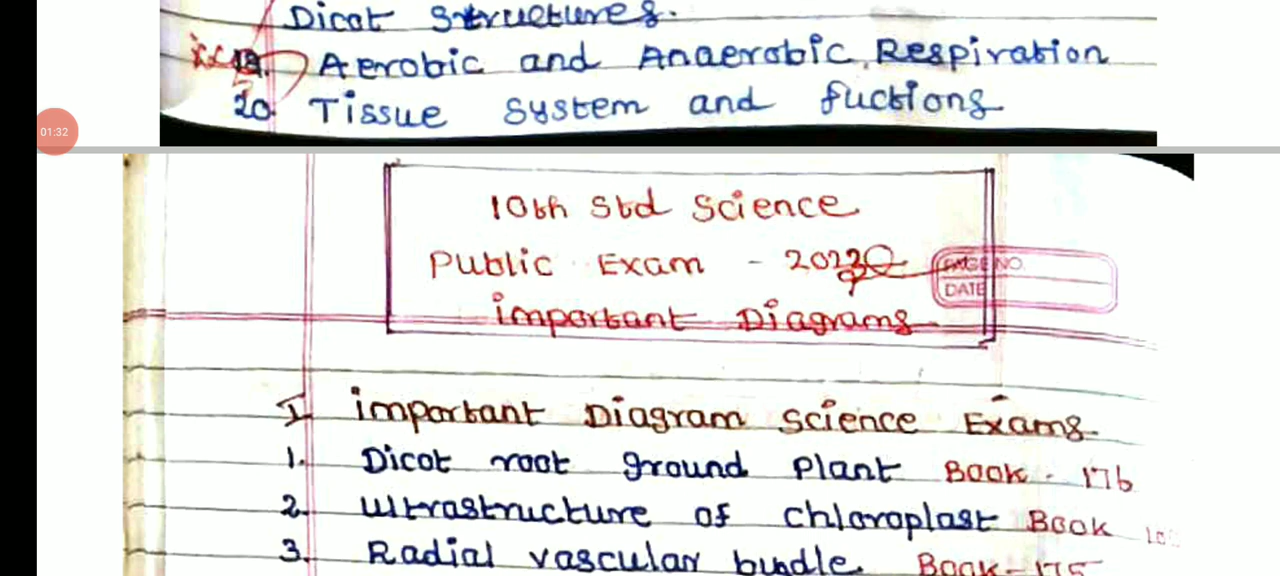 Dicot Structures.
19. Aerobic and Anaerobic Respiration
20. Tissue System and fuctions
01:32
10th Std Science
Public Exam - 2023
PAGE NO.
DATE
important Diagrams
I important Diagram Science Exams.
1. Dicot root ground Plant Book - 176
2. Ultrastructure of chloroplast Book
3. Radial vascular bundle Book - 175